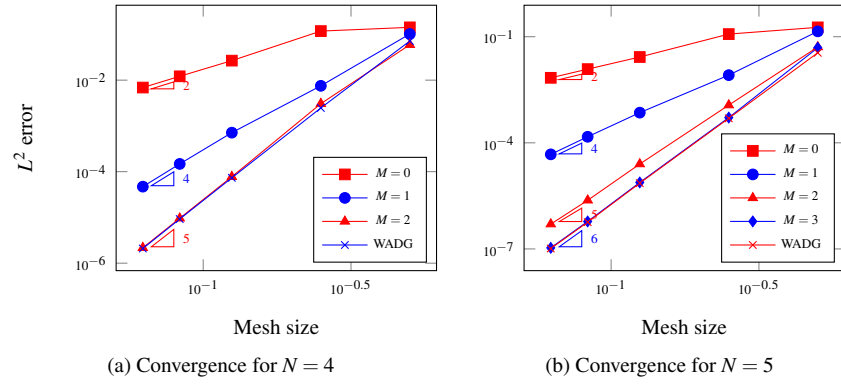 L² error
10⁻²
10⁻⁴
10⁻⁶
2
4
5
M = 0
M = 1
M = 2
WADG
10⁻¹
10⁻⁰·⁵
Mesh size
(a) Convergence for N = 4
10⁻¹
10⁻⁴
10⁻⁷
2
4
5
6
M = 0
M = 1
M = 2
M = 3
WADG
10⁻¹
10⁻⁰·⁵
Mesh size
(b) Convergence for N = 5